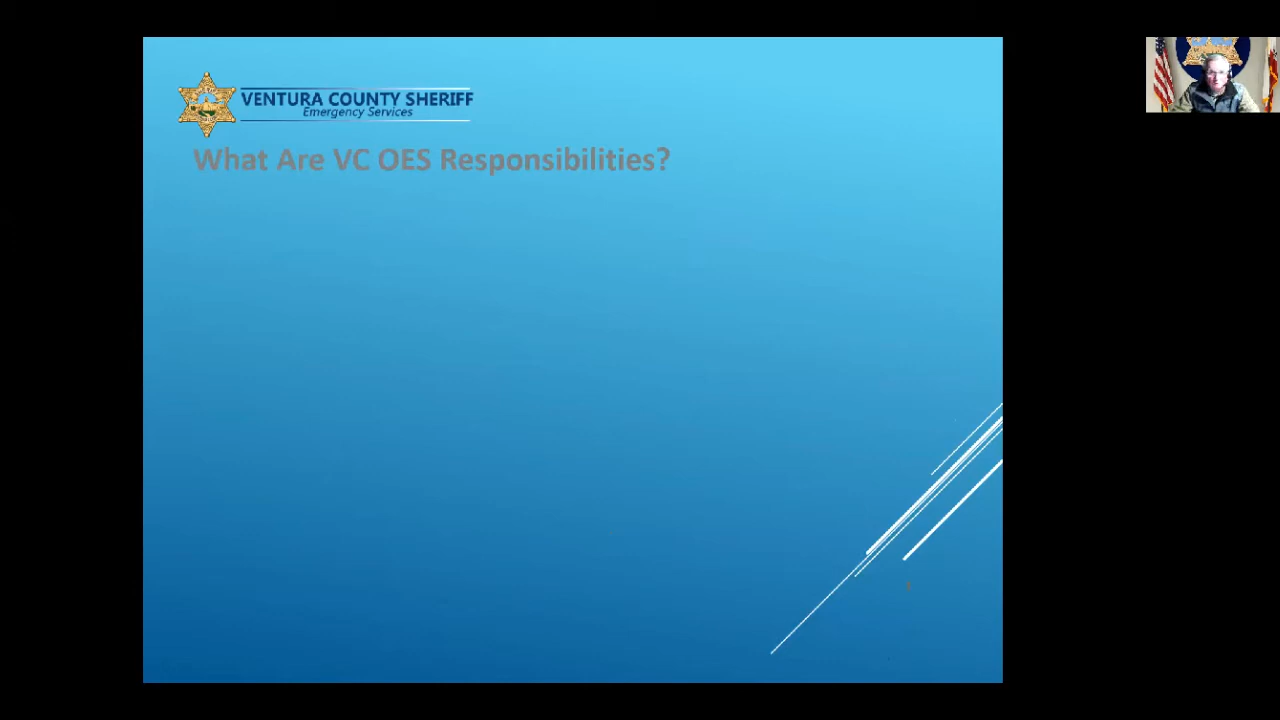 VENTURA COUNTY SHERIFF
Emergency Services
What Are VC OES Responsibilities?